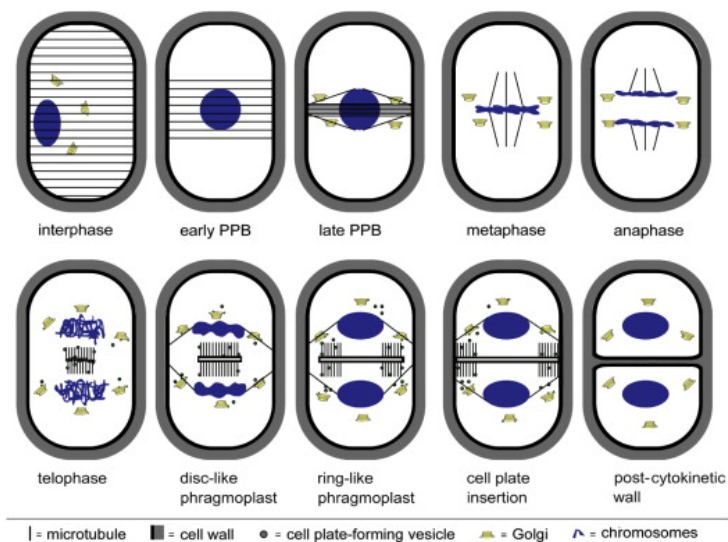 interphase
early PPB
late PPB
metaphase
anaphase
telophase
disc-like
phragmoplast
ring-like
phragmoplast
cell plate
insertion
post-cytokinetic
wall
= microtubule
= cell wall
= cell plate-forming vesicle
= Golgi
= chromosomes